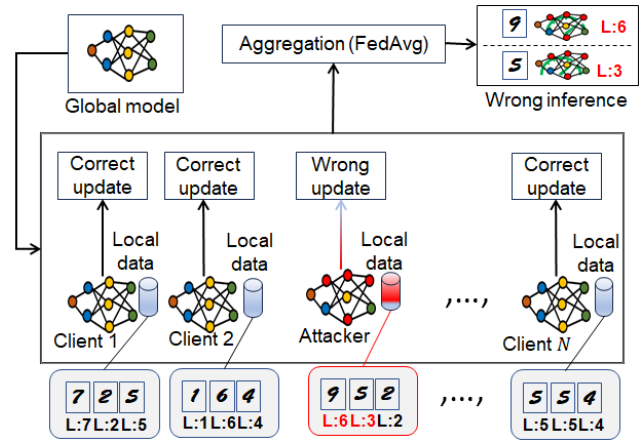 Global model
Aggregation (FedAvg)
9 L:6
5 L:3
Wrong inference
Correct update
Correct update
Wrong update
Correct update
Local data
Local data
Local data
Local data
Client 1
Client 2
Attacker
,...,
Client N
7 2 5
L:7 L:2 L:5
1 6 4
L:1 L:6 L:4
9 5 2
L:6 L:3 L:2
,...,
5 5 4
L:5 L:5 L:4